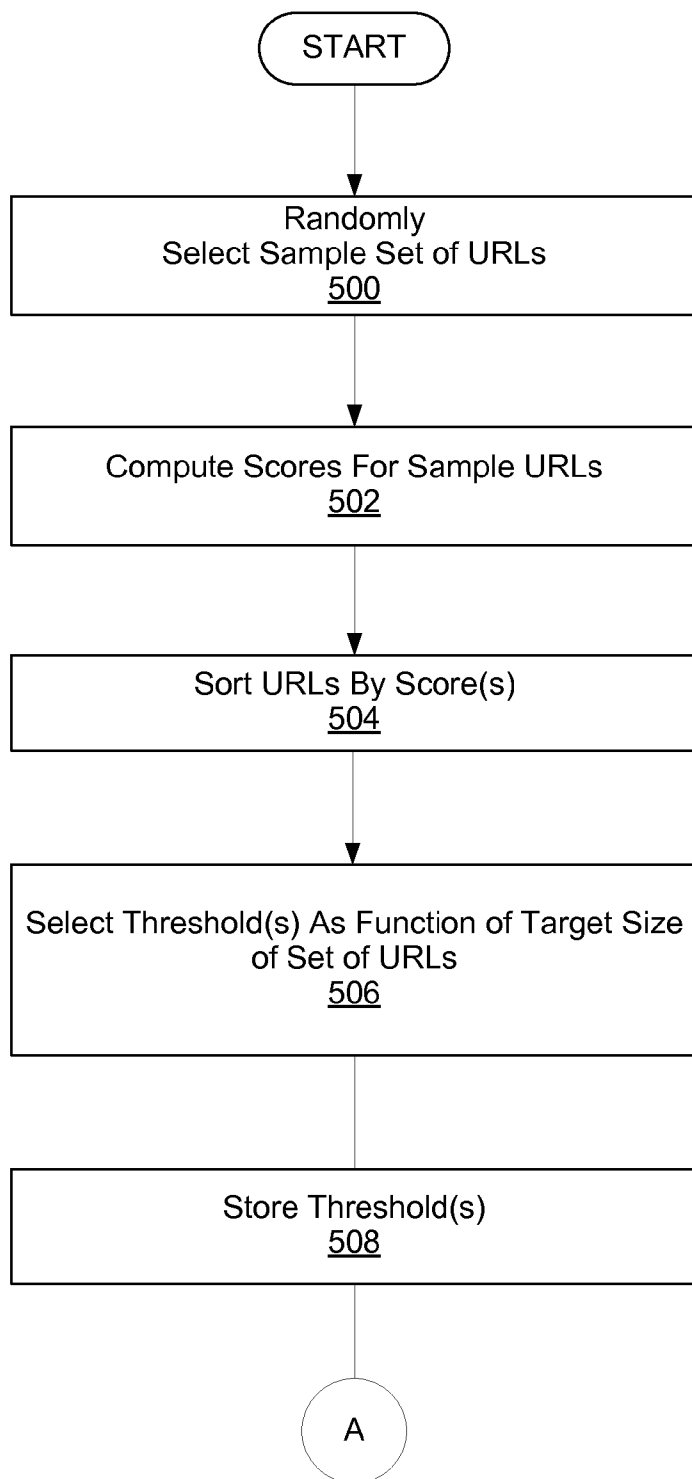 START
Randomly
Select Sample Set of URLs
500
Compute Scores For Sample URLs
502
Sort URLs By Score(s)
504
Select Threshold(s) As Function of Target Size
of Set of URLs
506
Store Threshold(s)
508
A